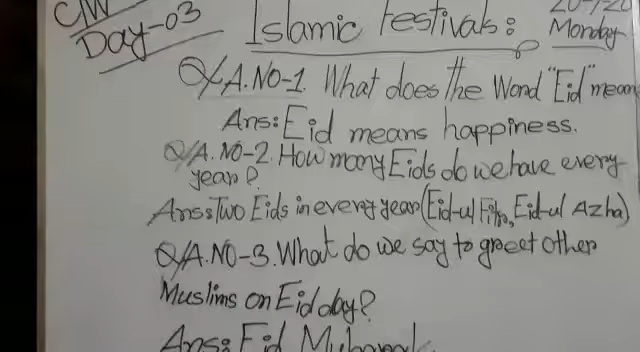 C/W
Day-03
Islamic Festivals:
Monday
Q/A.NO-1. What does the Word "Eid" mean
Ans: Eid means happiness.
Q/A.NO-2. How many Eids do we have every
year?
Ans: Two Eids in every year (Eid-ul Fitr, Eid-ul Azha)
Q/A.NO-3. What do we say to greet other
Muslims on Eid day?
Ans: Eid Mubarak.